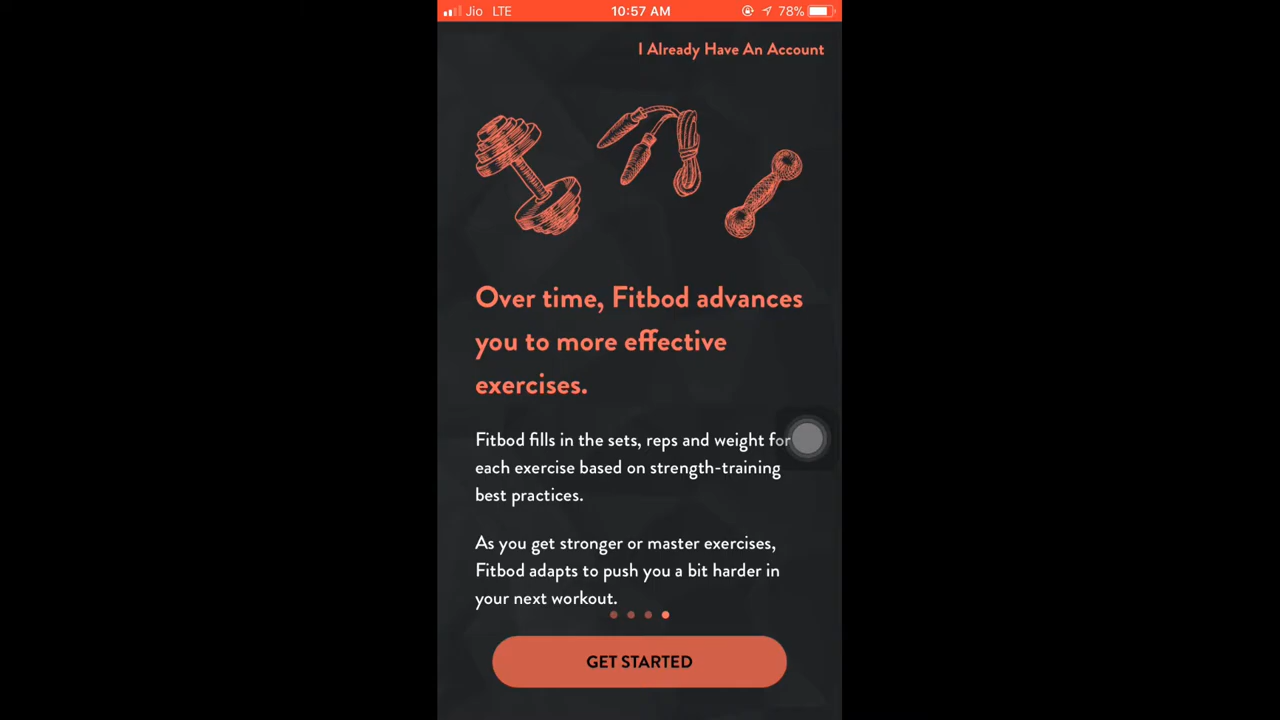 Jio LTE 10:57 AM 78%
I Already Have An Account
Over time, Fitbod advances
you to more effective
exercises.
Fitbod fills in the sets, reps and weight for
each exercise based on strength-training
best practices.
As you get stronger or master exercises,
Fitbod adapts to push you a bit harder in
your next workout.
GET STARTED